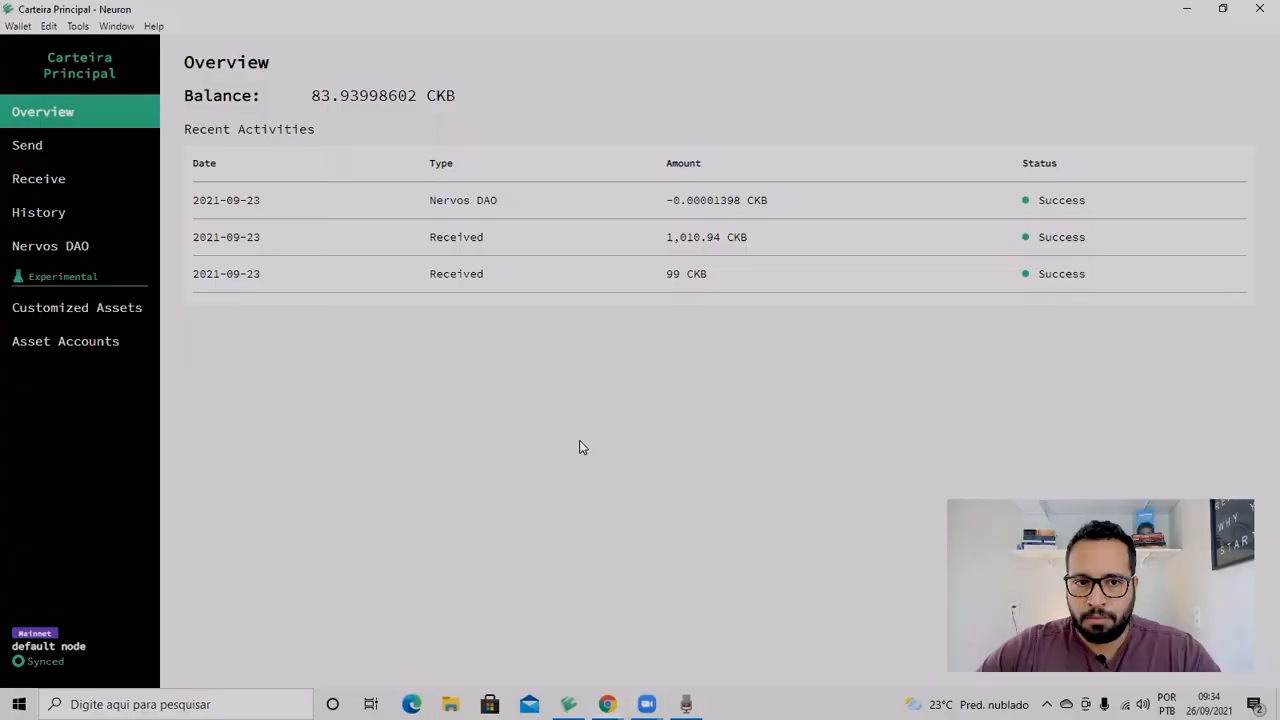 Carteira Principal - Neuron
Wallet Edit Tools Window Help
Carteira
Principal
Overview
Send
Receive
History
Nervos DAO
Experimental
Customized Assets
Asset Accounts
Mainnet
default node
Synced
Overview
Balance: 83.93998602 CKB
Recent Activities
Date Type Amount Status
2021-09-23 Nervos DAO -0.00001398 CKB Success
2021-09-23 Received 1,010.94 CKB Success
2021-09-23 Received 99 CKB Success
WHY
START
Digite aqui para pesquisar
23°C Pred. nublado
POR
PTB
09:34
26/09/2021
2